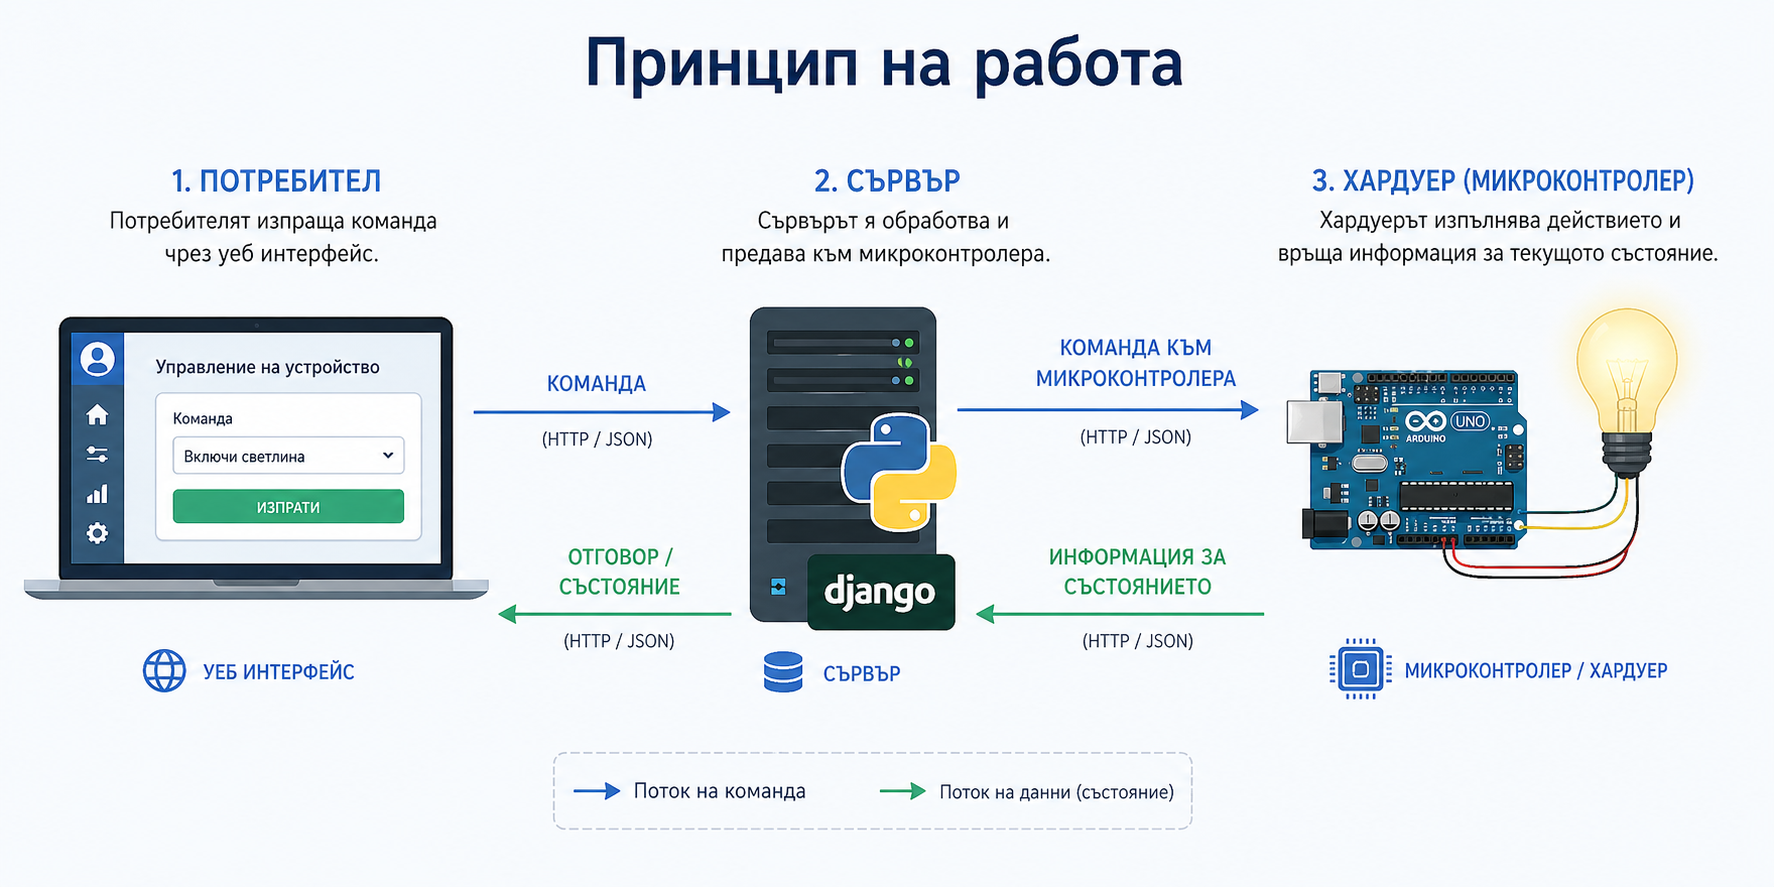 Принцип на работа
1. ПОТРЕБИТЕЛ
Потребителят изпраща команда
чрез уеб интерфейс.
2. СЪРВЪР
Сървърът я обработва и
предава към микроконтролера.
3. ХАРДУЕР (МИКРОКОНТРОЛЕР)
Хардуерът изпълнява действието и
връща информация за текущото състояние.
Управление на устройство
Команда
Включи светлина
ИЗПРАТИ
КОМАНДА
(HTTP / JSON)
ОТГОВОР /
СЪСТОЯНИЕ
(HTTP / JSON)
django
КОМАНДА КЪМ
МИКРОКОНТРОЛЕРА
(HTTP / JSON)
ИНФОРМАЦИЯ ЗА
СЪСТОЯНИЕТО
(HTTP / JSON)
UNO
ARDUINO
УЕБ ИНТЕРФЕЙС
СЪРВЪР
МИКРОКОНТРОЛЕР / ХАРДУЕР
Поток на команда
Поток на данни (състояние)